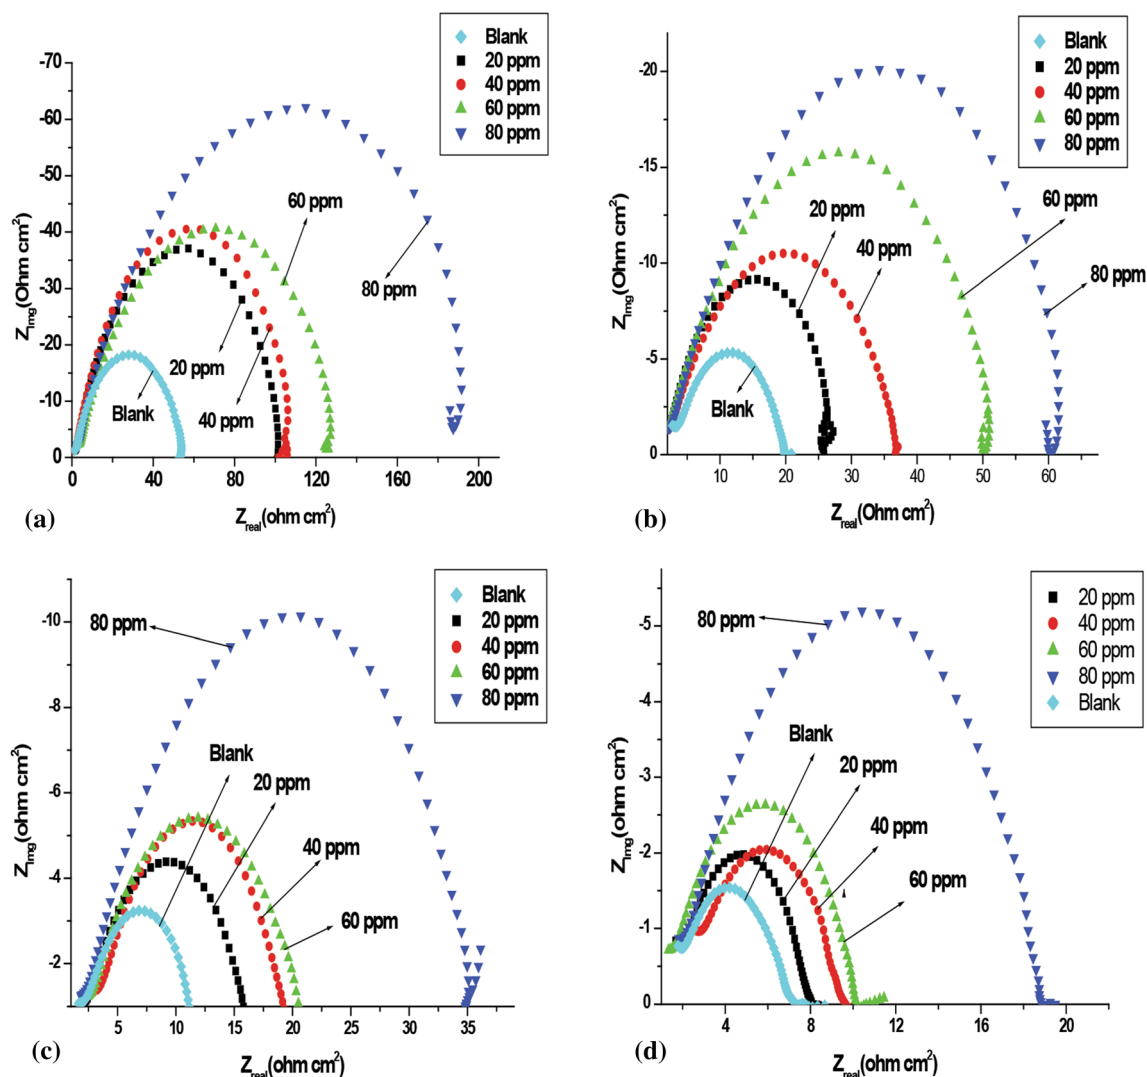 Blank
20 ppm
40 ppm
60 ppm
80 ppm
-70
-60
-50
-40
-30
-20
-10
0
Z_Img(Ohm cm²)
60 ppm
80 ppm
20 ppm
40 ppm
Blank
0 40 80 120 160 200
(a)
Z_real(ohm cm²)
Blank
20 ppm
40 ppm
60 ppm
80 ppm
-20
-15
-10
-5
0
Z_Img(Ohm cm²)
20 ppm
40 ppm
60 ppm
80 ppm
Blank
0 10 20 30 40 50 60
(b)
Z_real(Ohm cm²)
Blank
20 ppm
40 ppm
60 ppm
80 ppm
-10
-8
-6
-4
-2
Z_Img(ohm cm²)
80 ppm
Blank
20 ppm
40 ppm
60 ppm
5 10 15 20 25 30 35
(c)
Z_real(ohm cm²)
20 ppm
40 ppm
60 ppm
80 ppm
Blank
-5
-4
-3
-2
-1
0
Z_Img(ohm cm²)
80 ppm
Blank
20 ppm
40 ppm
60 ppm
4 8 12 16 20
(d)
Z_real(ohm cm²)